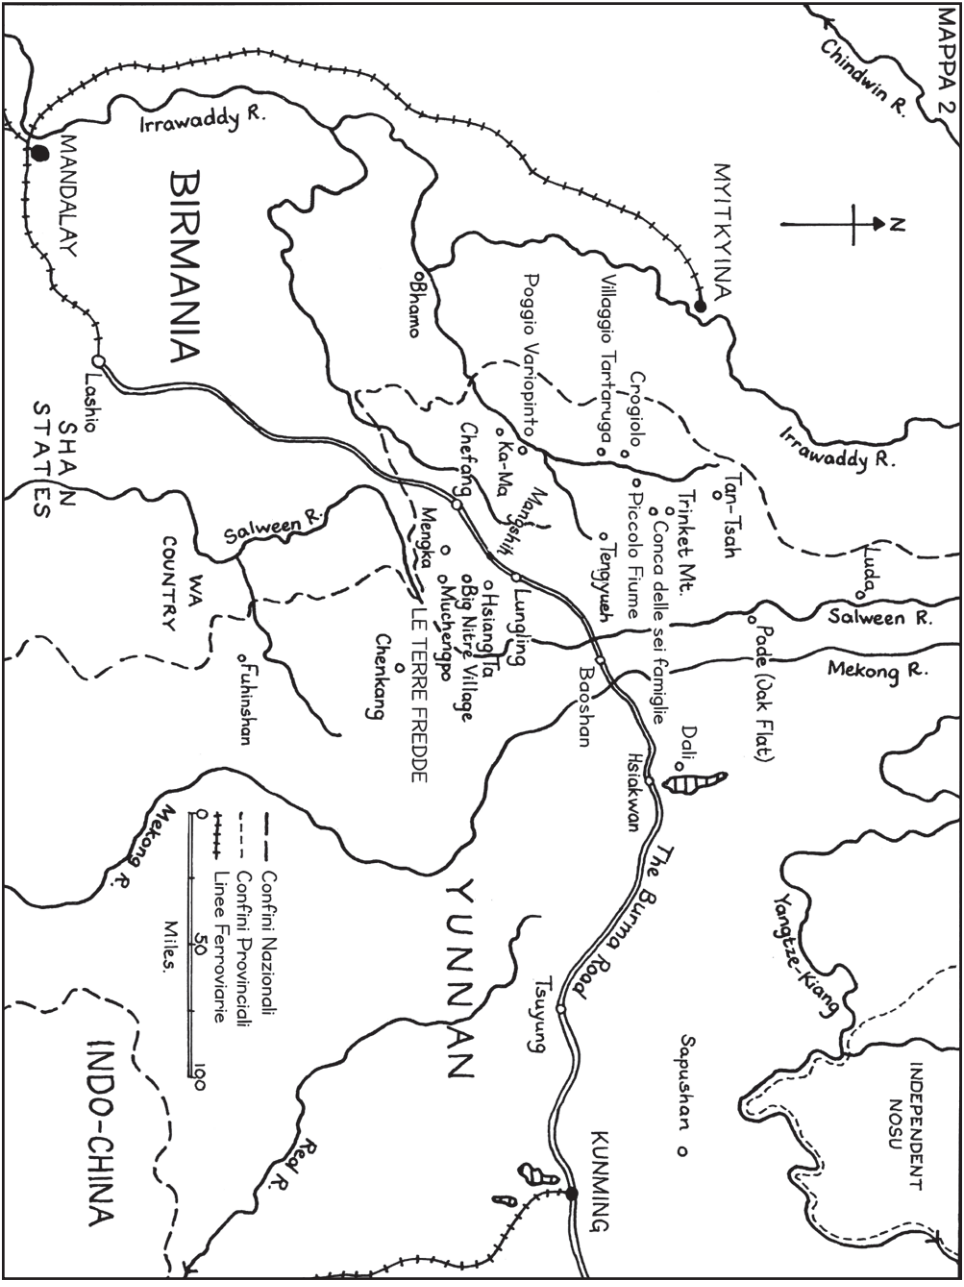 MAPPA 2
Chindwin R.
N
MYITKYINA
Irrawaddy R.
MANDALAY
BIRMANIA
Bhamo
Lashio
SHAN
STATES
Irrawaddy R.
Villaggio Tartaruga
Crogiolo
Poggio Variopinto
Ka-Ma
Chefang
Mangshih
Tan-Tsah
Trinket Mt.
Conca delle sei famiglie
Piccolo Fiume
Tengyueh
Luda
Salween R.
Mekong R.
Pade (Oak Flat)
Lungling
Hsiang Ta
Big Nitre Village
Muchengpo
Mengka
LE TERRE FREDDE
Chenkang
Salween R.
WA
COUNTRY
Fuhinshan
Baoshan
Dali
Hsiakwan
The Burma Road
Yangtze-Kiang
INDEPENDENT
NOSU
YUNNAN
Tsuyung
Sapushan
KUNMING
Mekong R.
Red R.
INDO-CHINA
Confini Nazionali
Confini Provinciali
Linee Ferroviarie
0 50 100
Miles.